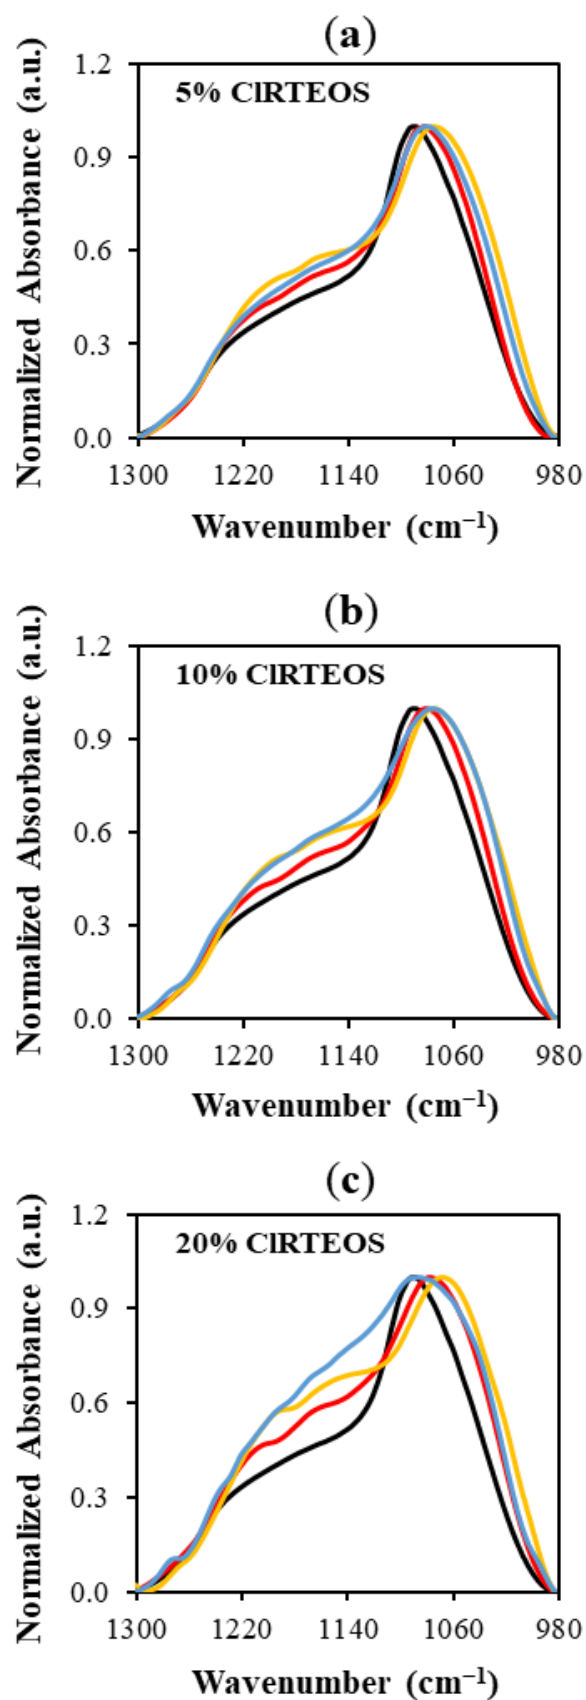 (a)
5% ClRTEOS
Normalized Absorbance (a.u.)
1.2
0.9
0.6
0.3
0.0
1300 1220 1140 1060 980
Wavenumber (cm⁻¹)
(b)
10% ClRTEOS
Normalized Absorbance (a.u.)
1.2
0.9
0.6
0.3
0.0
1300 1220 1140 1060 980
Wavenumber (cm⁻¹)
(c)
20% ClRTEOS
Normalized Absorbance (a.u.)
1.2
0.9
0.6
0.3
0.0
1300 1220 1140 1060 980
Wavenumber (cm⁻¹)